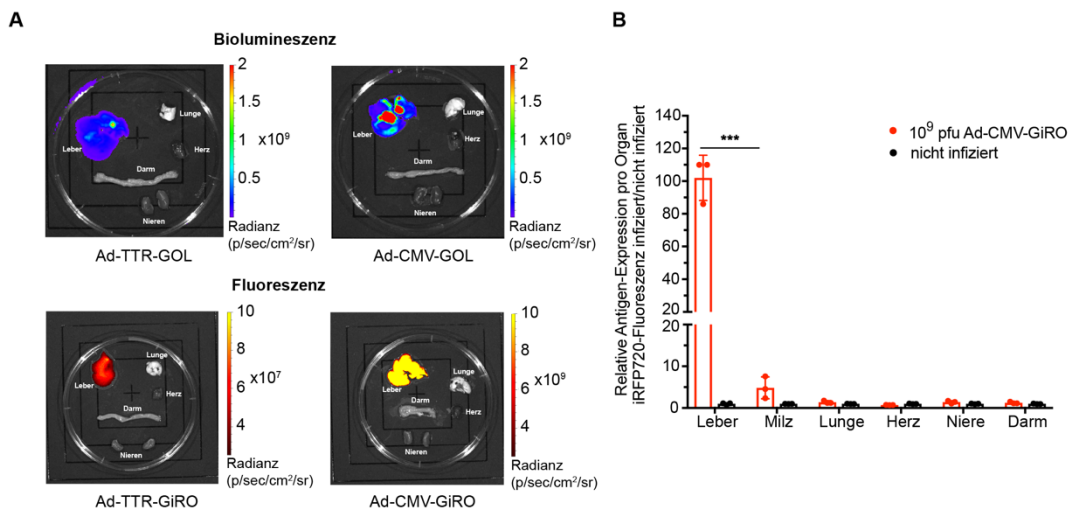 A
Biolumineszenz
2
1.5
1
0.5
x10⁹
Radianz
(p/sec/cm²/sr)
Leber
Lunge
Herz
Darm
Nieren
Ad-TTR-GOL
2
1.5
1
0.5
x10⁹
Radianz
(p/sec/cm²/sr)
Leber
Lunge
Herz
Darm
Nieren
Ad-CMV-GOL
Fluoreszenz
10
8
6
4
x10⁷
Radianz
(p/sec/cm²/sr)
Leber
Lunge
Herz
Darm
Nieren
Ad-TTR-GiRO
10
8
6
4
x10⁹
Radianz
(p/sec/cm²/sr)
Leber
Lunge
Herz
Darm
Nieren
Ad-CMV-GiRO
B
Relative Antigen-Expression pro Organ
iRFP720-Fluoreszenz infiziert/nicht infiziert
140
120
100
80
60
40
20
20
10
5
0
***
10⁹ pfu Ad-CMV-GiRO
nicht infiziert
Leber
Milz
Lunge
Herz
Niere
Darm